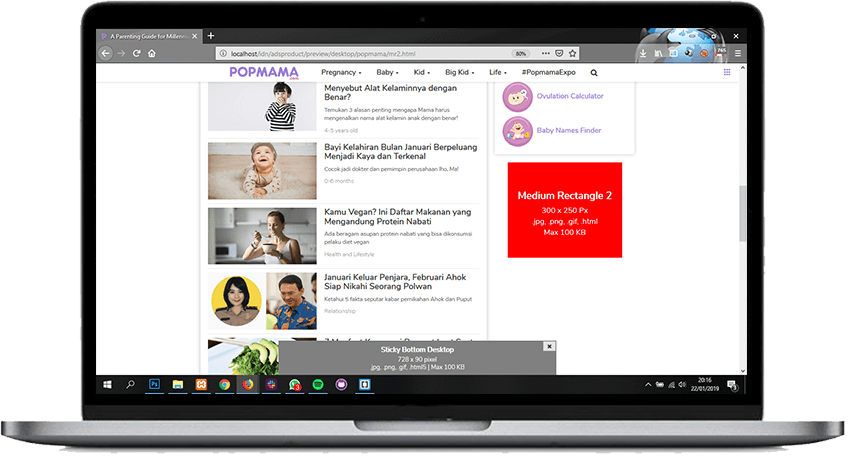 A Parenting Guide for Millenni
localhost/idn/adsproduct/preview/desktop/popmama/mr2.html
80%
765
POPMAMA
.com
Pregnancy
Baby
Kid
Big Kid
Life
#PopmamaExpo
Menyebut Alat Kelaminnya dengan
Benar?
Temukan 3 alasan penting mengapa Mama harus
mengenalkan nama alat kelamin anak dengan benar!
4-5 years old
Bayi Kelahiran Bulan Januari Berpeluang
Menjadi Kaya dan Terkenal
Cocok jadi dokter dan pemimpin perusahaan lho, Ma!
0-6 months
Kamu Vegan? Ini Daftar Makanan yang
Mengandung Protein Nabati
Ada beragam asupan protein nabati yang bisa dikonsumsi
pelaku diet vegan
Health and Lifestyle
Januari Keluar Penjara, Februari Ahok
Siap Nikahi Seorang Polwan
Ketahui 5 fakta seputar kabar pernikahan Ahok dan Puput
Relationship
Ovulation Calculator
Baby Names Finder
Medium Rectangle 2
300 x 250 Px
.jpg, .png, .gif, .html
Max 100 KB
Sticky Bottom Desktop
728 x 90 pixel
.jpg, .png, .gif, .html5 | Max 100 KB
Ps
3
20:16
22/01/2019
3